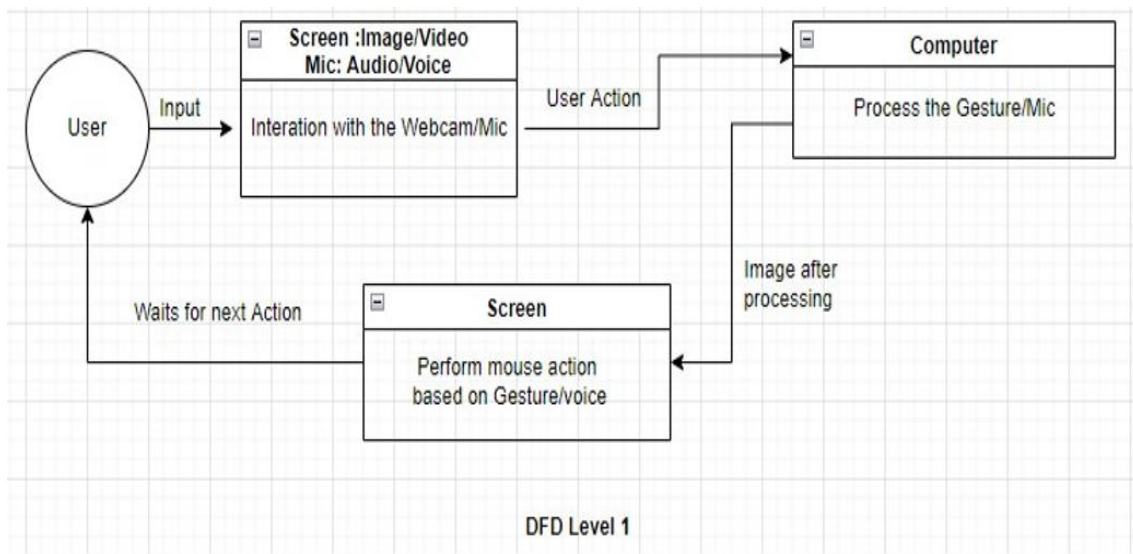 Screen :Image/Video
Mic: Audio/Voice
Computer
User
Input
Interation with the Webcam/Mic
User Action
Process the Gesture/Mic
Image after
processing
Waits for next Action
Screen
Perform mouse action
based on Gesture/voice
DFD Level 1